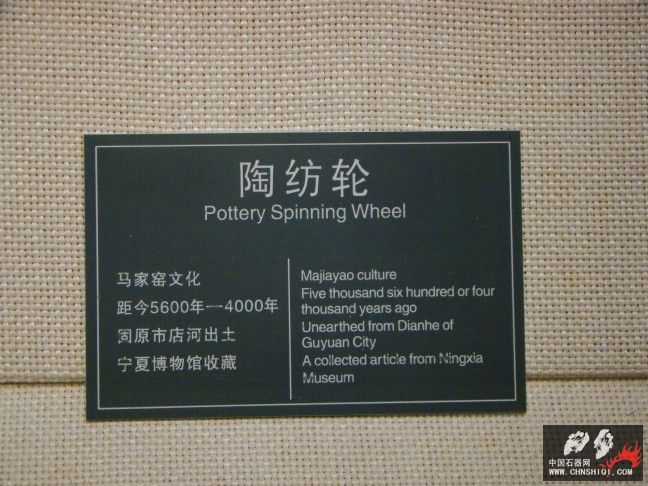 陶纺轮
Pottery Spinning Wheel
马家窑文化
距今5600年—4000年
固原市店河出土
宁夏博物馆收藏
Majiayao culture
Five thousand six hundred or four
thousand years ago
Unearthed from Dianhe of
Guyuan City
A collected article from Ningxia
Museum
中国石器网
WWW.CHNSHIQI.COM